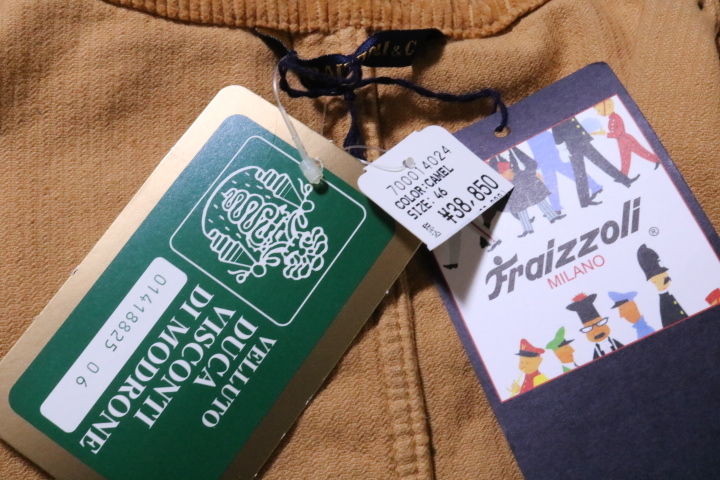 & C
VELLUTO
DUCA
VISCONTI
DI MODRONE
01418825 06
700014024
COLOR:CAMEL
SIZE: 46
¥38,850
Fraizzoli ®
MILANO